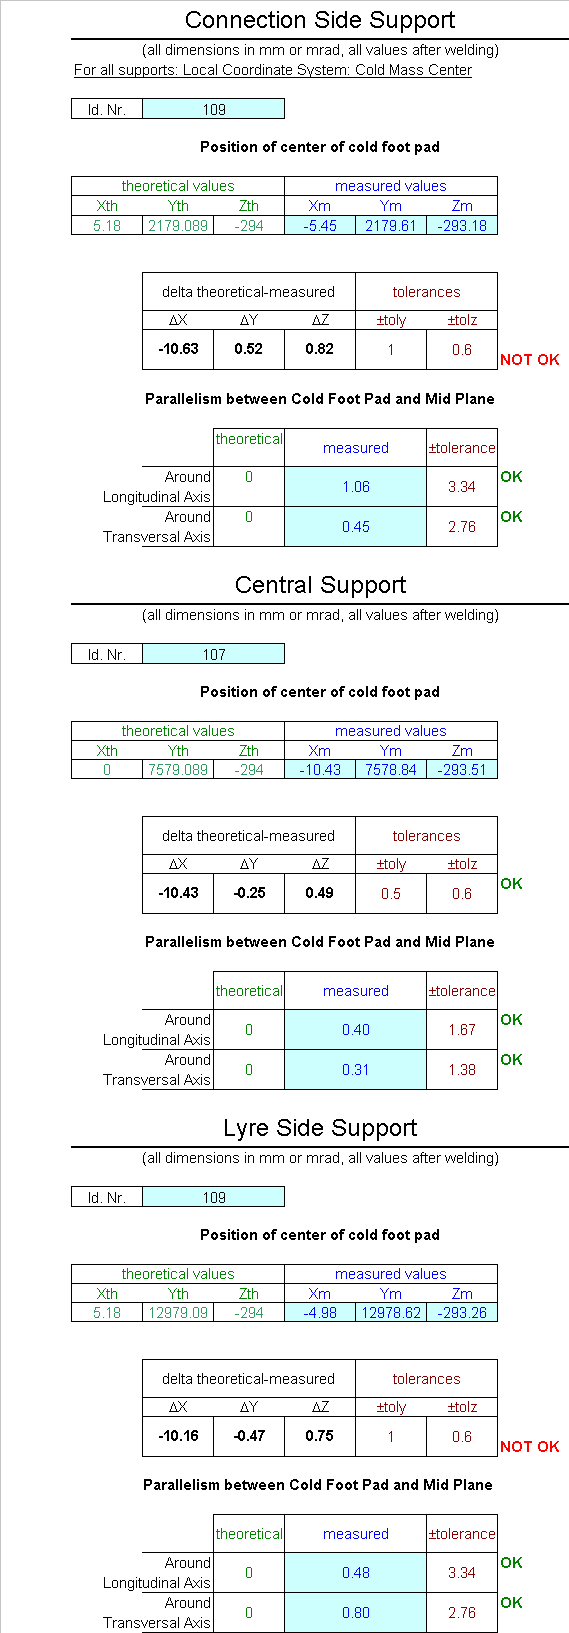 Connection Side Support
(all dimensions in mm or mrad, all values after welding)
For all supports: Local Coordinate System: Cold Mass Center
Id. Nr. 109
Position of center of cold foot pad
theoretical values measured values
Xth Yth Zth Xm Ym Zm
5.18 2179.089 -294 -5.45 2179.61 -293.18
delta theoretical-measured tolerances
ΔX ΔY ΔZ ±toly ±tolz
-10.63 0.52 0.82 1 0.6
NOT OK
Parallelism between Cold Foot Pad and Mid Plane
theoretical measured ±tolerance
Around Longitudinal Axis 0 1.06 3.34 OK
Around Transversal Axis 0 0.45 2.76 OK
Central Support
(all dimensions in mm or mrad, all values after welding)
Id. Nr. 107
Position of center of cold foot pad
theoretical values measured values
Xth Yth Zth Xm Ym Zm
0 7579.089 -294 -10.43 7578.84 -293.51
delta theoretical-measured tolerances
ΔX ΔY ΔZ ±toly ±tolz
-10.43 -0.25 0.49 0.5 0.6 OK
Parallelism between Cold Foot Pad and Mid Plane
theoretical measured ±tolerance
Around Longitudinal Axis 0 0.40 1.67 OK
Around Transversal Axis 0 0.31 1.38 OK
Lyre Side Support
(all dimensions in mm or mrad, all values after welding)
Id. Nr. 109
Position of center of cold foot pad
theoretical values measured values
Xth Yth Zth Xm Ym Zm
5.18 12979.09 -294 -4.98 12978.62 -293.26
delta theoretical-measured tolerances
ΔX ΔY ΔZ ±toly ±tolz
-10.16 -0.47 0.75 1 0.6
NOT OK
Parallelism between Cold Foot Pad and Mid Plane
theoretical measured ±tolerance
Around Longitudinal Axis 0 0.48 3.34 OK
Around Transversal Axis 0 0.80 2.76 OK